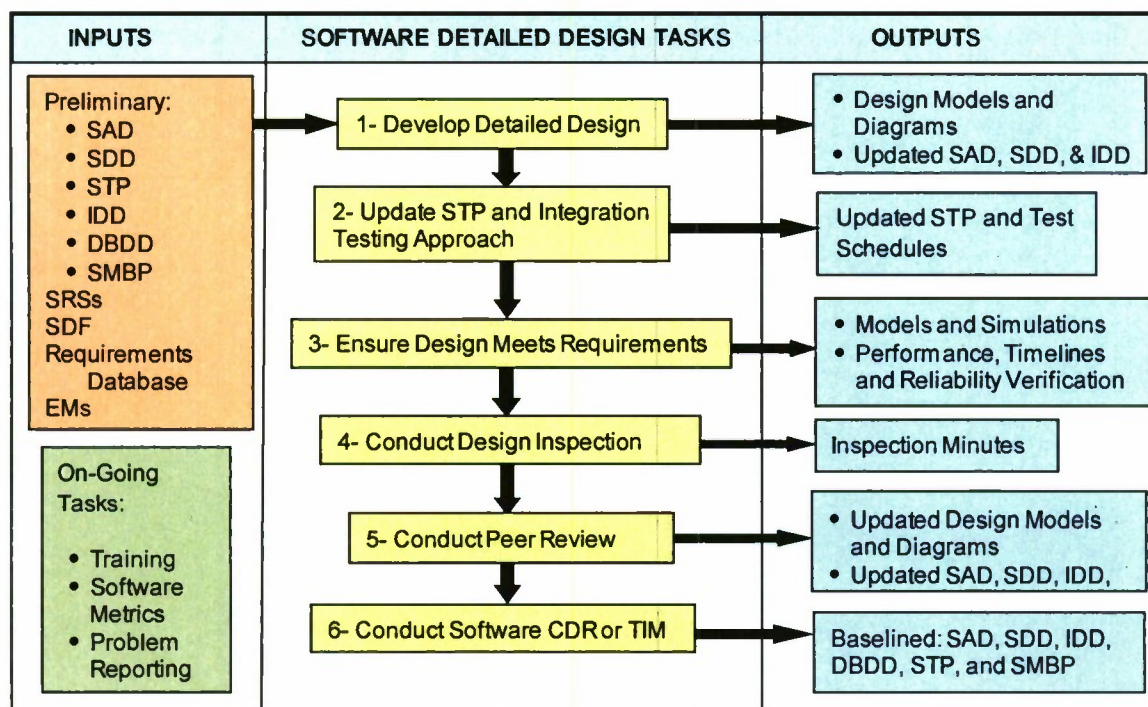 INPUTS
SOFTWARE DETAILED DESIGN TASKS
OUTPUTS
Preliminary:
• SAD
• SDD
• STP
• IDD
• DBDD
• SMBP
SRSs
SDF
Requirements
Database
EMs
On-Going
Tasks:
• Training
• Software
Metrics
• Problem
Reporting
1- Develop Detailed Design
2- Update STP and Integration
Testing Approach
3- Ensure Design Meets Requirements
4- Conduct Design Inspection
5- Conduct Peer Review
6- Conduct Software CDR or TIM
• Design Models and
Diagrams
• Updated SAD, SDD, & IDD
Updated STP and Test
Schedules
• Models and Simulations
• Performance, Timelines
and Reliability Verification
Inspection Minutes
• Updated Design Models
and Diagrams
• Updated SAD, SDD, IDD,
Baselined: SAD, SDD, IDD,
DBDD, STP, and SMBP